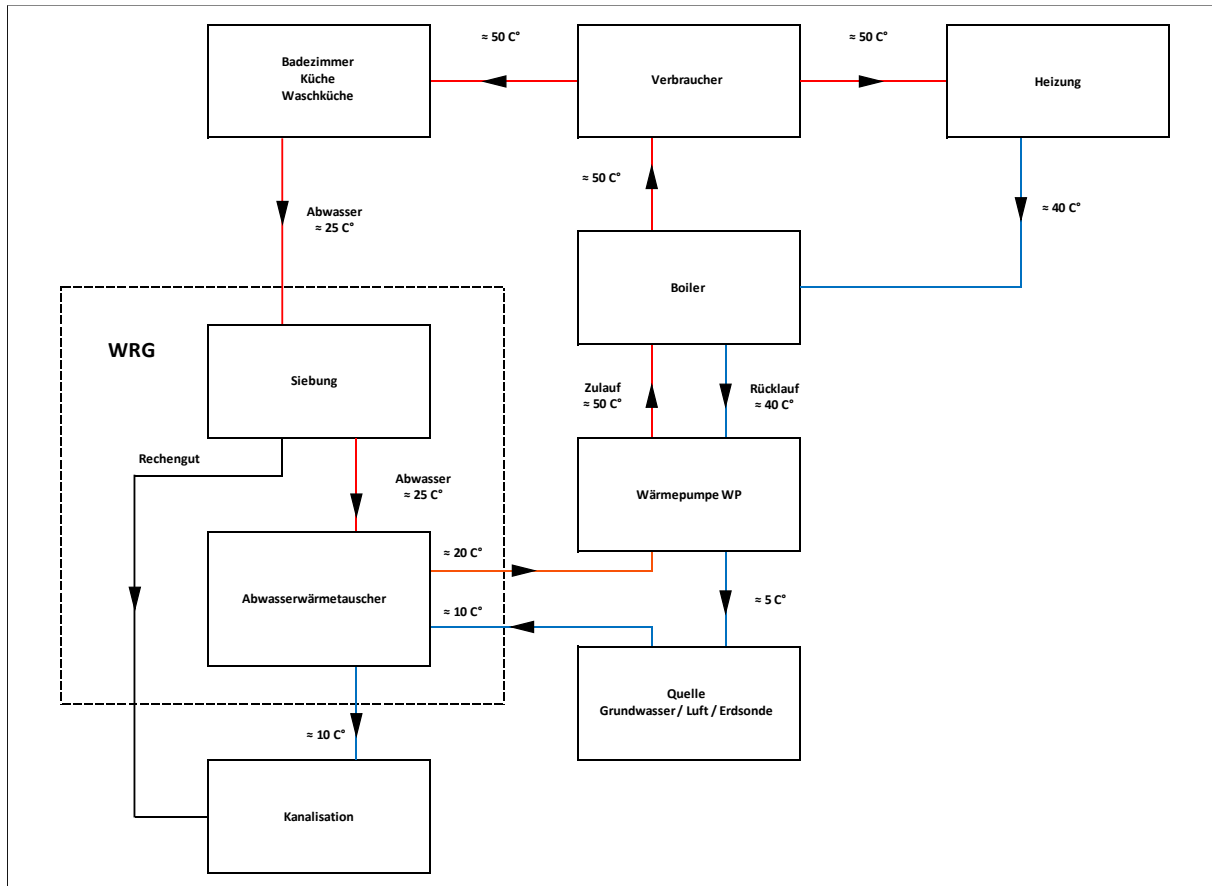 ≈ 50 C°
≈ 50 C°
Badezimmer
Küche
Waschküche
Verbraucher
Heizung
≈ 50 C°
Abwasser
≈ 25 C°
≈ 40 C°
Boiler
WRG
Siebung
Zulauf
≈ 50 C°
Rücklauf
≈ 40 C°
Rechengut
Abwasser
≈ 25 C°
Wärmepumpe WP
≈ 20 C°
Abwasserwärmetauscher
≈ 10 C°
≈ 5 C°
Quelle
Grundwasser / Luft / Erdsonde
≈ 10 C°
Kanalisation